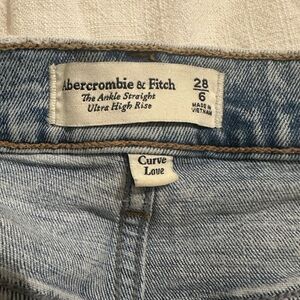 Abercrombie & Fitch
The Ankle Straight
Ultra High Rise
28
6
MADE IN
VIETNAM
Curve
Love